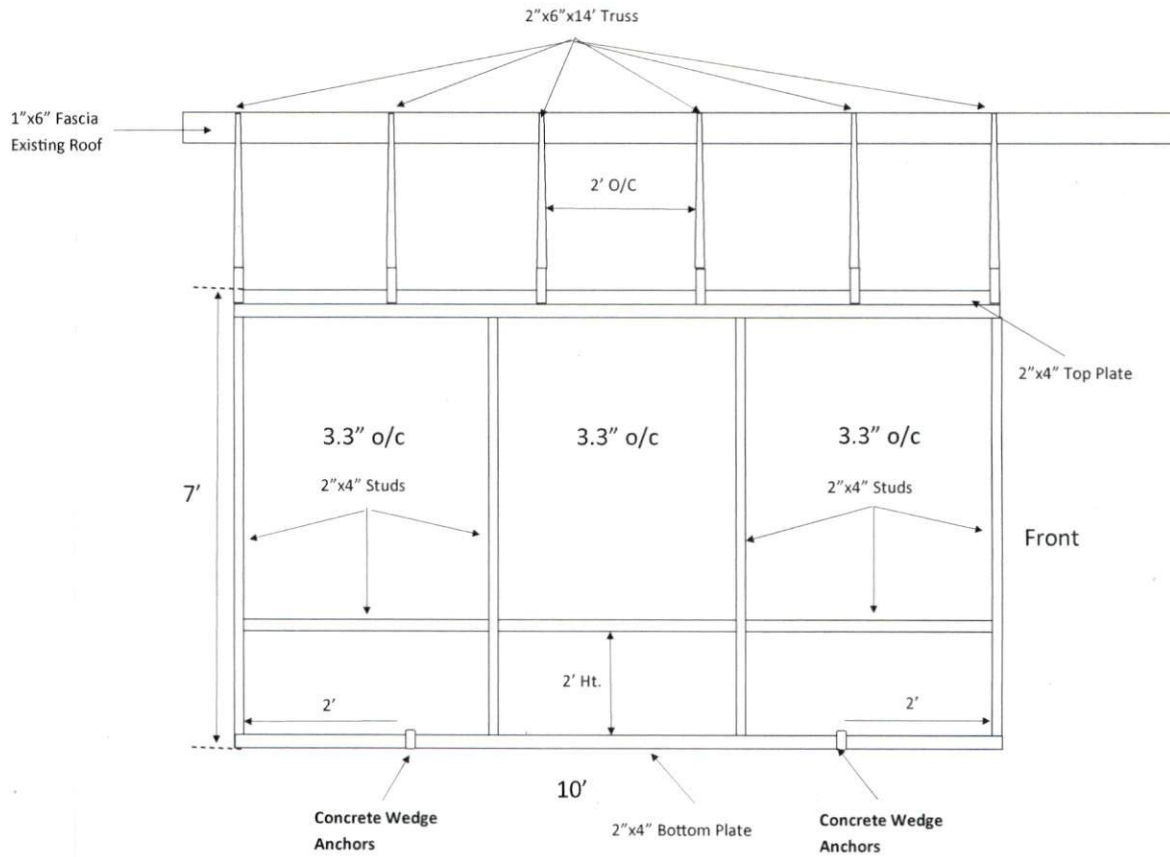 2”x6”x14’ Truss
1”x6” Fascia
Existing Roof
2’ O/C
2”x4” Top Plate
3.3” o/c
3.3” o/c
3.3” o/c
2”x4” Studs
2”x4” Studs
7’
Front
2’ Ht.
2’
2’
10’
Concrete Wedge
Anchors
2”x4” Bottom Plate
Concrete Wedge
Anchors